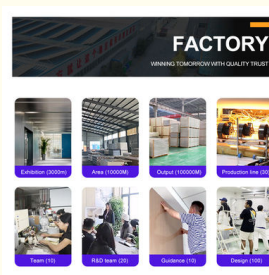 FACTORY
WINNING TOMORROW WITH QUALITY TRUST
Exhibition (3000m)
Area (10000M)
Output (100000M)
Production line (30
Team (10)
R&D team (20)
Guidance (10)
Design (100)